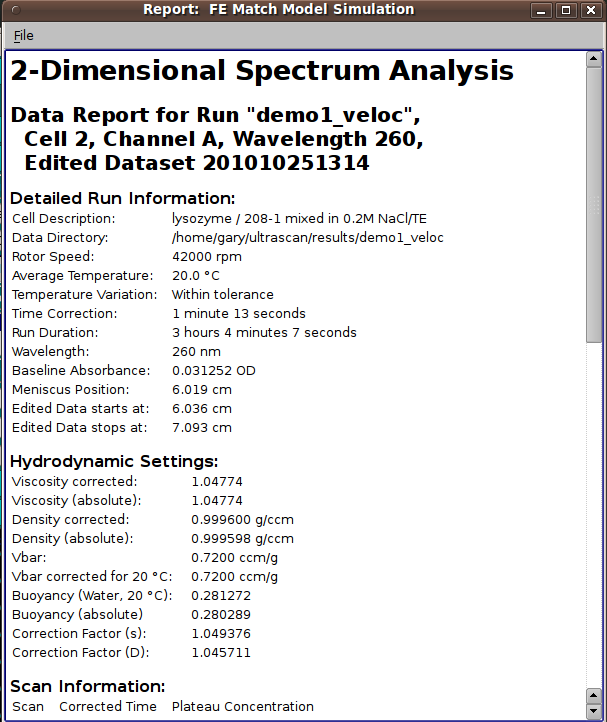 Report:  FE Match Model Simulation
File
2-Dimensional Spectrum Analysis
Data Report for Run "demo1_veloc",
Cell 2, Channel A, Wavelength 260,
Edited Dataset 201010251314
Detailed Run Information:
Cell Description: lysozyme / 208-1 mixed in 0.2M NaCl/TE
Data Directory: /home/gary/ultrascan/results/demo1_veloc
Rotor Speed: 42000 rpm
Average Temperature: 20.0 °C
Temperature Variation: Within tolerance
Time Correction: 1 minute 13 seconds
Run Duration: 3 hours 4 minutes 7 seconds
Wavelength: 260 nm
Baseline Absorbance: 0.031252 OD
Meniscus Position: 6.019 cm
Edited Data starts at: 6.036 cm
Edited Data stops at: 7.093 cm
Hydrodynamic Settings:
Viscosity corrected: 1.04774
Viscosity (absolute): 1.04774
Density corrected: 0.999600 g/ccm
Density (absolute): 0.999598 g/ccm
Vbar: 0.7200 ccm/g
Vbar corrected for 20 °C: 0.7200 ccm/g
Buoyancy (Water, 20 °C): 0.281272
Buoyancy (absolute) 0.280289
Correction Factor (s): 1.049376
Correction Factor (D): 1.045711
Scan Information:
Scan Corrected Time Plateau Concentration